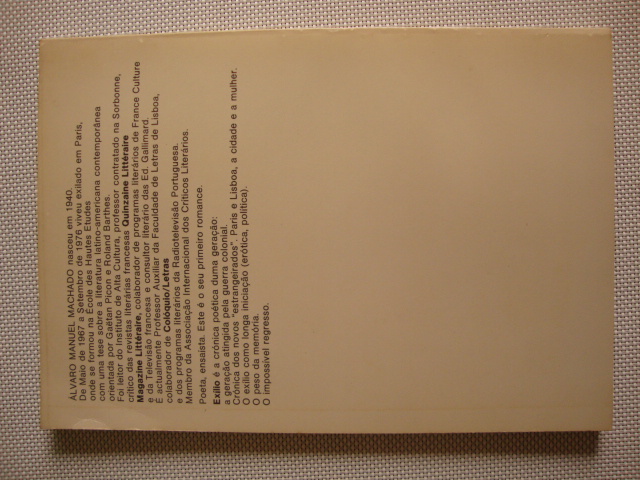 ÁLVARO MANUEL MACHADO nasceu em 1940.
De Maio de 1967 a Setembro de 1976 viveu exilado em Paris,
onde se formou na École des Hautes Etudes
com uma tese sobre a literatura latino-americana contemporânea
orientada por Gaëtan Picon e Roland Barthes.
Foi leitor do Instituto de Alta Cultura, professor contratado na Sorbonne,
crítico das revistas literárias francesas Quinzaine Littéraire
Magazine Littéraire, colaborador de programas literários de France Culture
e da Televisão francesa e consultor literário das Ed. Gallimard.
É actualmente Professor Auxiliar da Faculdade de Letras de Lisboa,
colaborador de Colóquio/Letras
e dos programas literários da Radiotelevisão Portuguesa.
Membro da Associação Internacional dos Críticos Literários.
Poeta, ensaísta. Este é o seu primeiro romance.
Exílio é a crónica poética duma geração:
a geração atingida pela guerra colonial.
Crónica dos novos "estrangeirados". Paris e Lisboa, a cidade e a mulher.
O exílio como longa iniciação (erótica, política).
O peso da memória.
O impossível regresso.